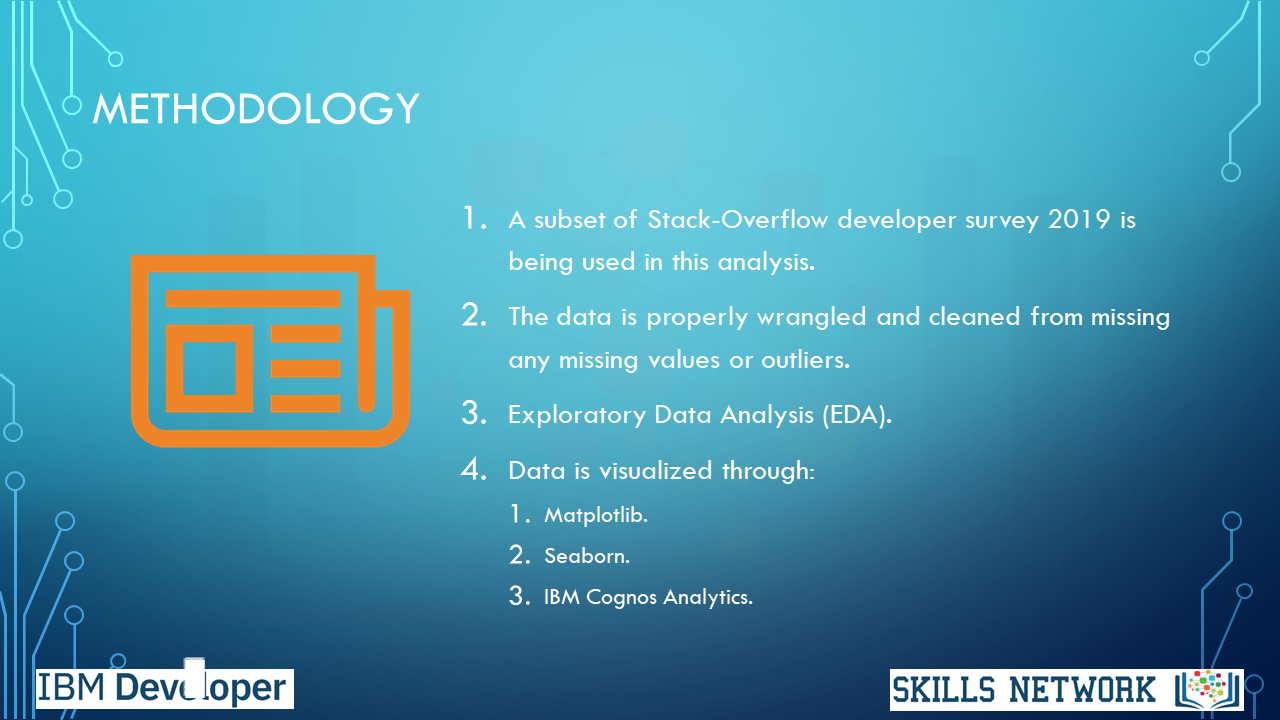 METHODOLOGY
1. A subset of Stack-Overflow developer survey 2019 is
being used in this analysis.
2. The data is properly wrangled and cleaned from missing
any missing values or outliers.
3. Exploratory Data Analysis (EDA).
4. Data is visualized through:
1. Matplotlib.
2. Seaborn.
3. IBM Cognos Analytics.
IBM Developer
SKILLS NETWORK